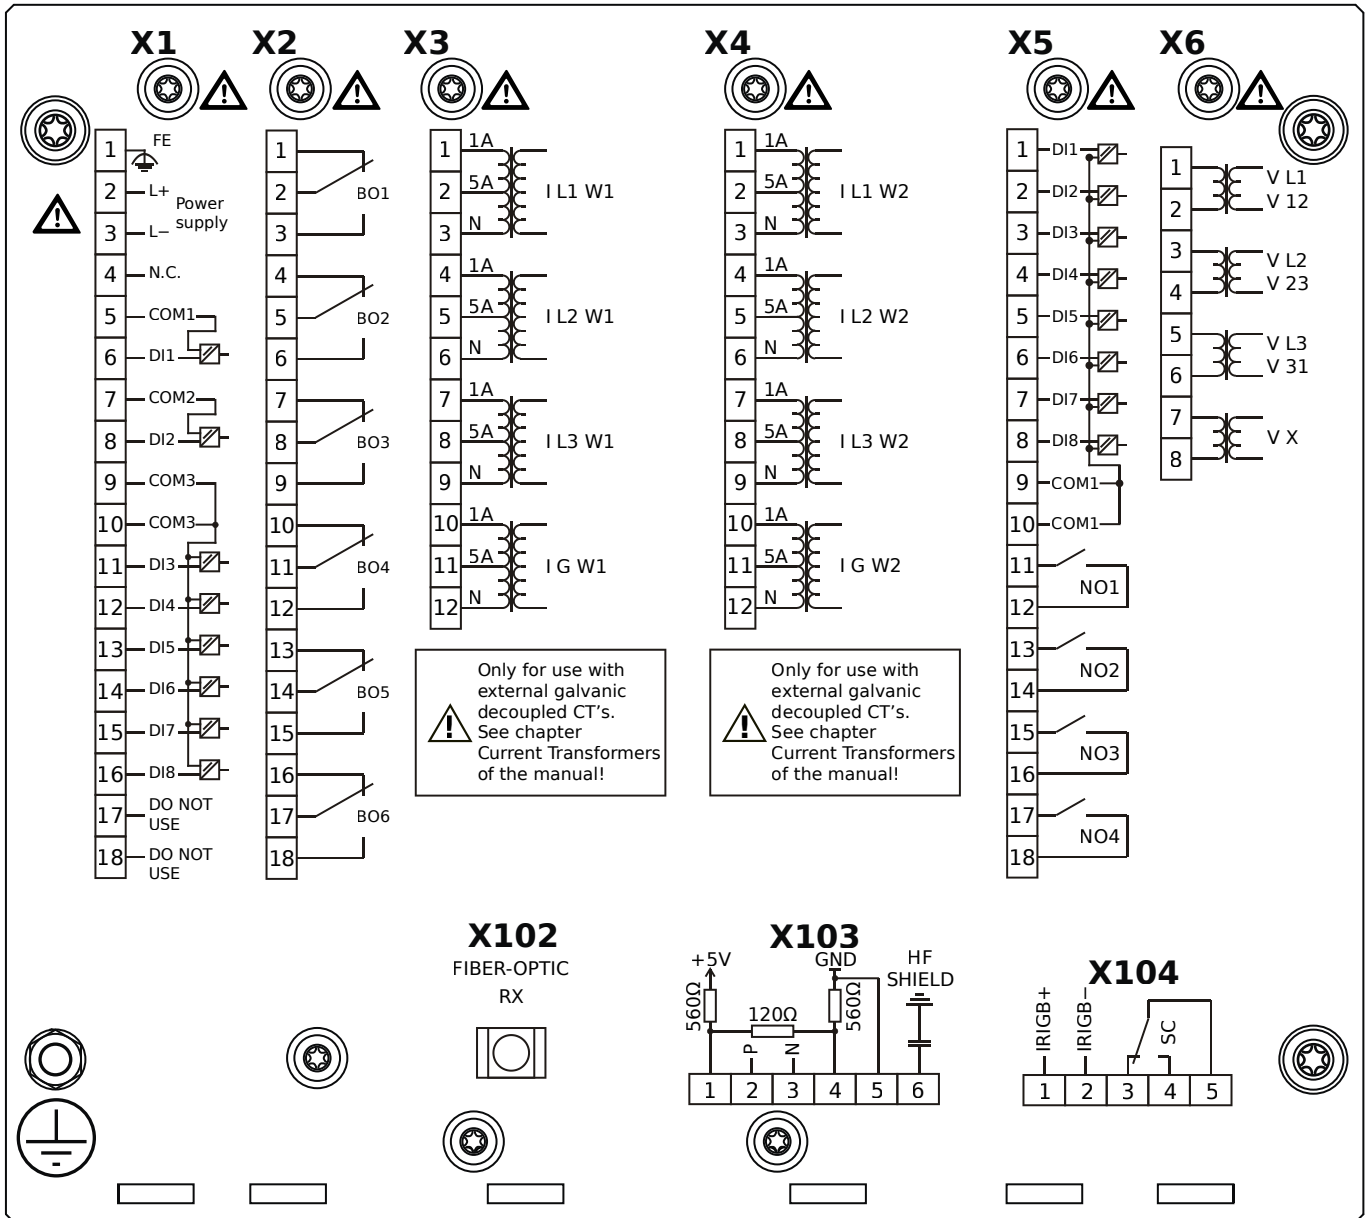 X1 X2 X3 X4 X5 X6
1 FE
2 L+
Power
supply
3 L−
4 N.C.
5 COM1
6 DI1
7 COM2
8 DI2
9 COM3
10 COM3
11 DI3
12 DI4
13 DI5
14 DI6
15 DI7
16 DI8
17 DO NOT
USE
18 DO NOT
USE
1
2 BO1
3
4
5 BO2
6
7
8 BO3
9
10
11 BO4
12
13
14 BO5
15
16
17 BO6
18
1 1A
2 5A I L1 W1
3 N
4 1A
5 5A I L2 W1
6 N
7 1A
8 5A I L3 W1
9 N
10 1A
11 5A I G W1
12 N
Only for use with
external galvanic
decoupled CT's.
See chapter
Current Transformers
of the manual!
1 1A
2 5A I L1 W2
3 N
4 1A
5 5A I L2 W2
6 N
7 1A
8 5A I L3 W2
9 N
10 1A
11 5A I G W2
12 N
Only for use with
external galvanic
decoupled CT's.
See chapter
Current Transformers
of the manual!
1 DI1
2 DI2
3 DI3
4 DI4
5 DI5
6 DI6
7 DI7
8 DI8
9 COM1
10 COM1
11
NO1
12
13
NO2
14
15
NO3
16
17
NO4
18
1
V L1
2 V 12
3
V L2
4 V 23
5
V L3
6 V 31
7
V X
8
X102
FIBER-OPTIC
RX
X103
+5V GND HF
SHIELD
560Ω 120Ω 560Ω
P N
1 2 3 4 5 6
X104
IRIGB+ IRIGB− SC
1 2 3 4 5